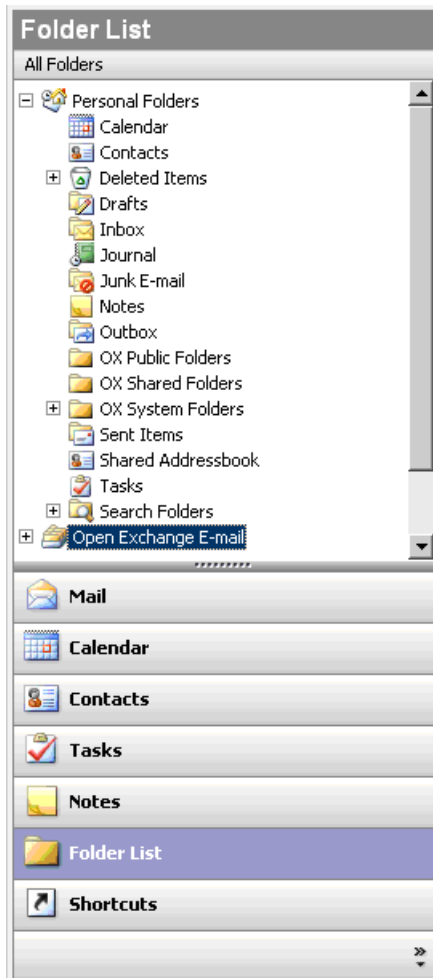 Folder List
All Folders
Personal Folders
Calendar
Contacts
Deleted Items
Drafts
Inbox
Journal
Junk E-mail
Notes
Outbox
OX Public Folders
OX Shared Folders
OX System Folders
Sent Items
Shared Addressbook
Tasks
Search Folders
Open Exchange E-mail
Mail
Calendar
Contacts
Tasks
Notes
Folder List
Shortcuts